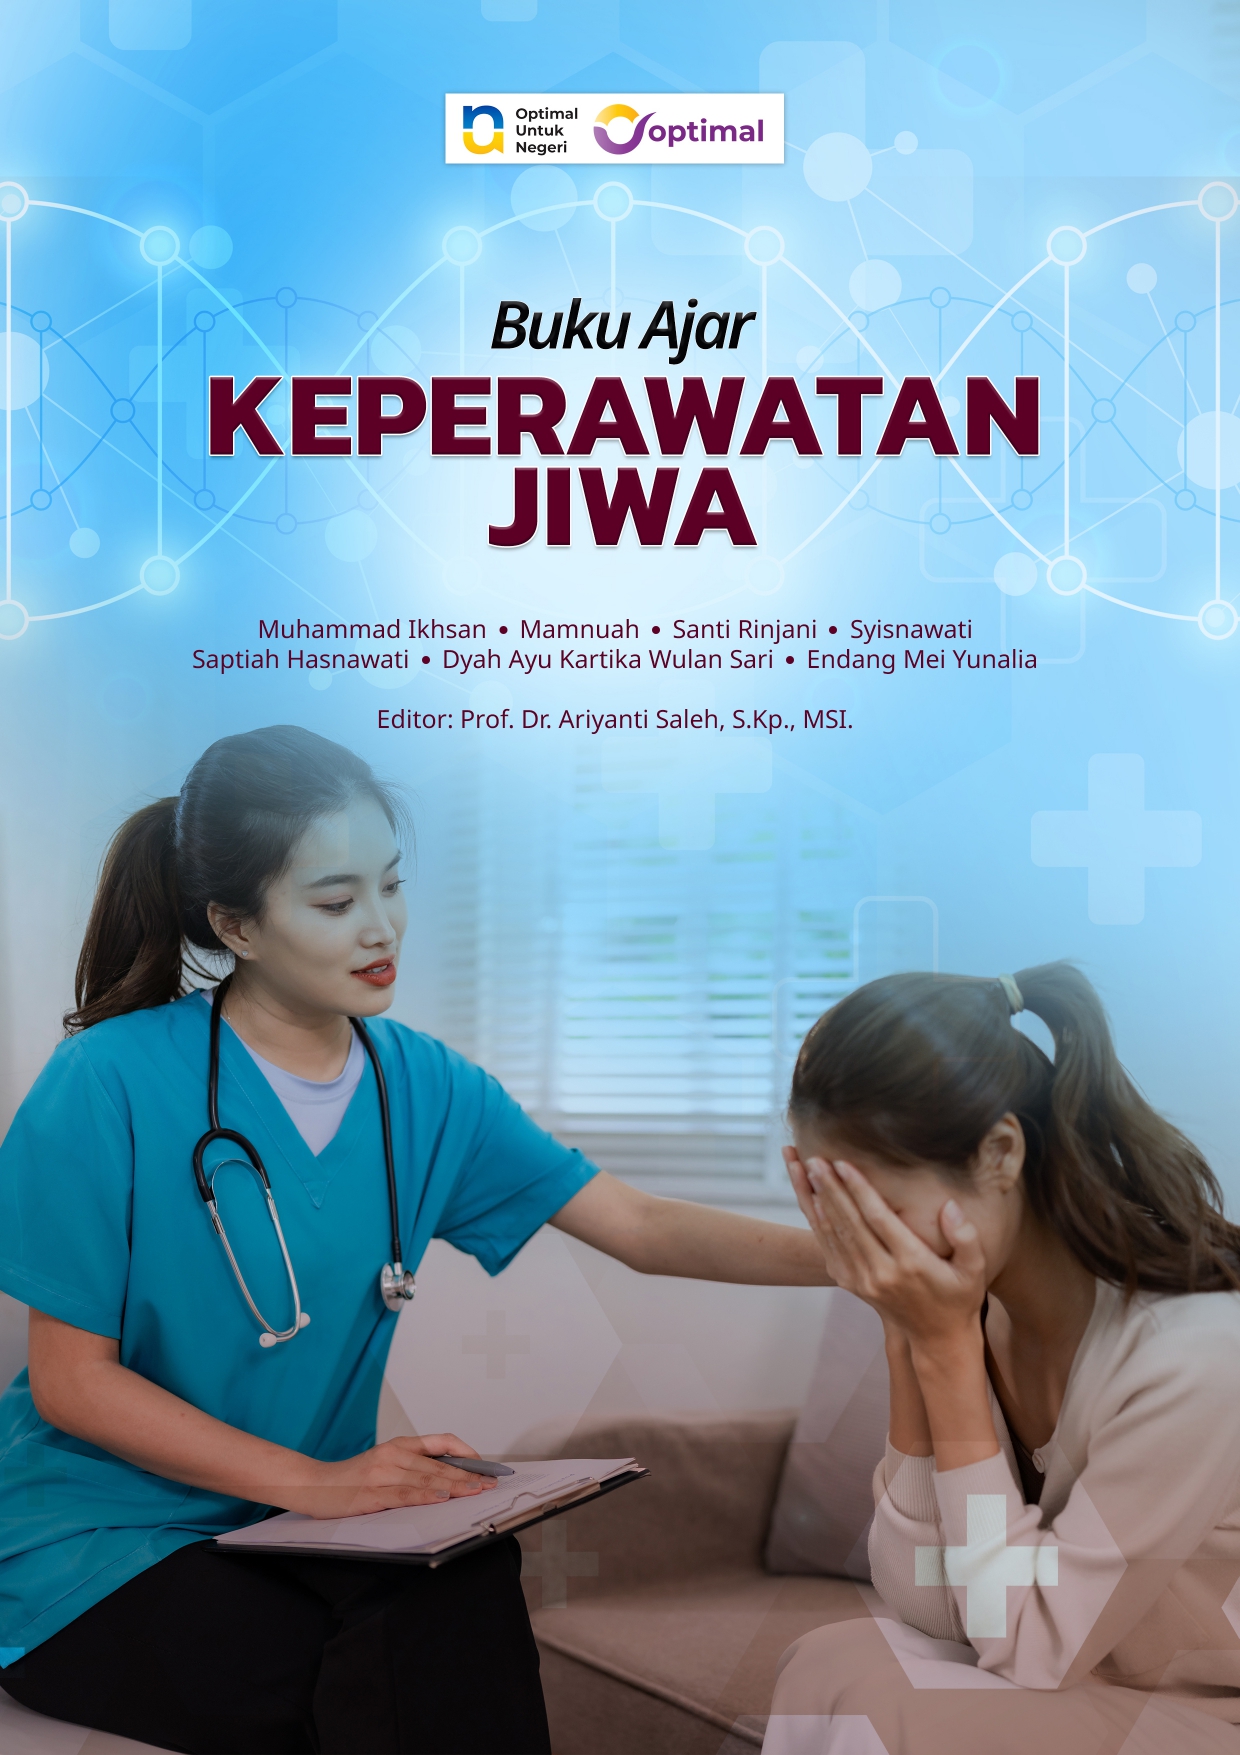 Optimal
Untuk
Negeri
optimal
Buku Ajar
KEPERAWATAN
JIWA
Muhammad Ikhsan • Mamnuah • Santi Rinjani • Syisnawati
Saptiah Hasnawati • Dyah Ayu Kartika Wulan Sari • Endang Mei Yunalia
Editor: Prof. Dr. Ariyanti Saleh, S.Kp., MSI.